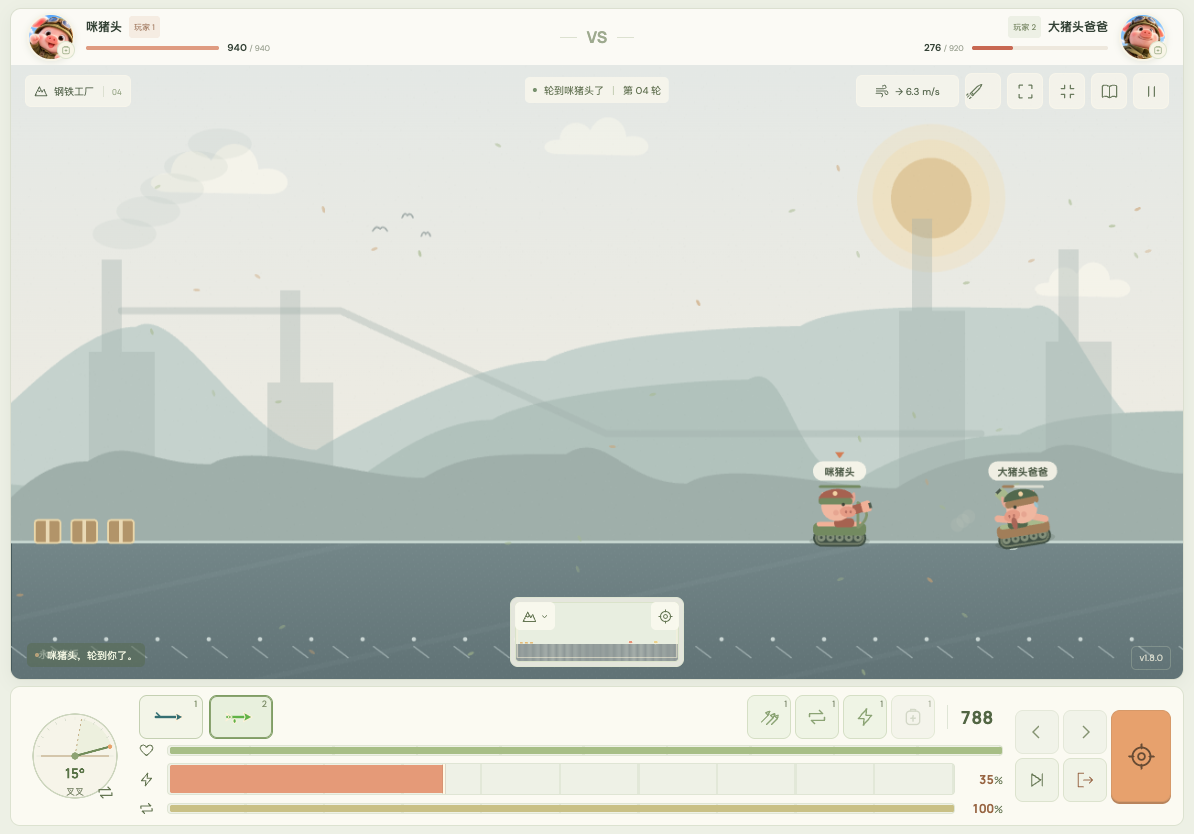 咪猪头 玩家 1
940 / 940
VS
玩家 2 大猪头爸爸
276 / 920
钢铁工厂 04
轮到咪猪头了 第 04 轮
→ 6.3 m/s
咪猪头
大猪头爸爸
咪猪头，轮到你了。
v1.8.0
15°
叉叉
1
2
1
1
1
1
788
35%
100%